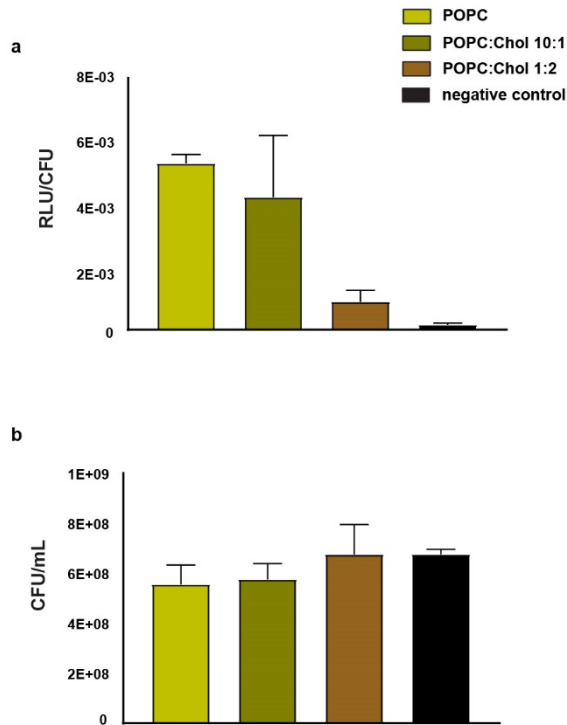 POPC
POPC:Chol 10:1
POPC:Chol 1:2
negative control
a
8E-03
6E-03
4E-03
2E-03
0
RLU/CFU
b
1E+09
8E+08
6E+08
4E+08
2E+08
0
CFU/mL